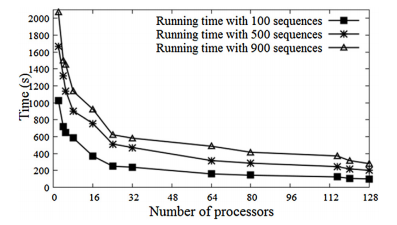 Running time with 100 sequences
Running time with 500 sequences
Running time with 900 sequences
Time (s)
2000
1800
1600
1400
1200
1000
800
600
400
200
0
0 16 32 48 64 80 96 112 128
Number of processors